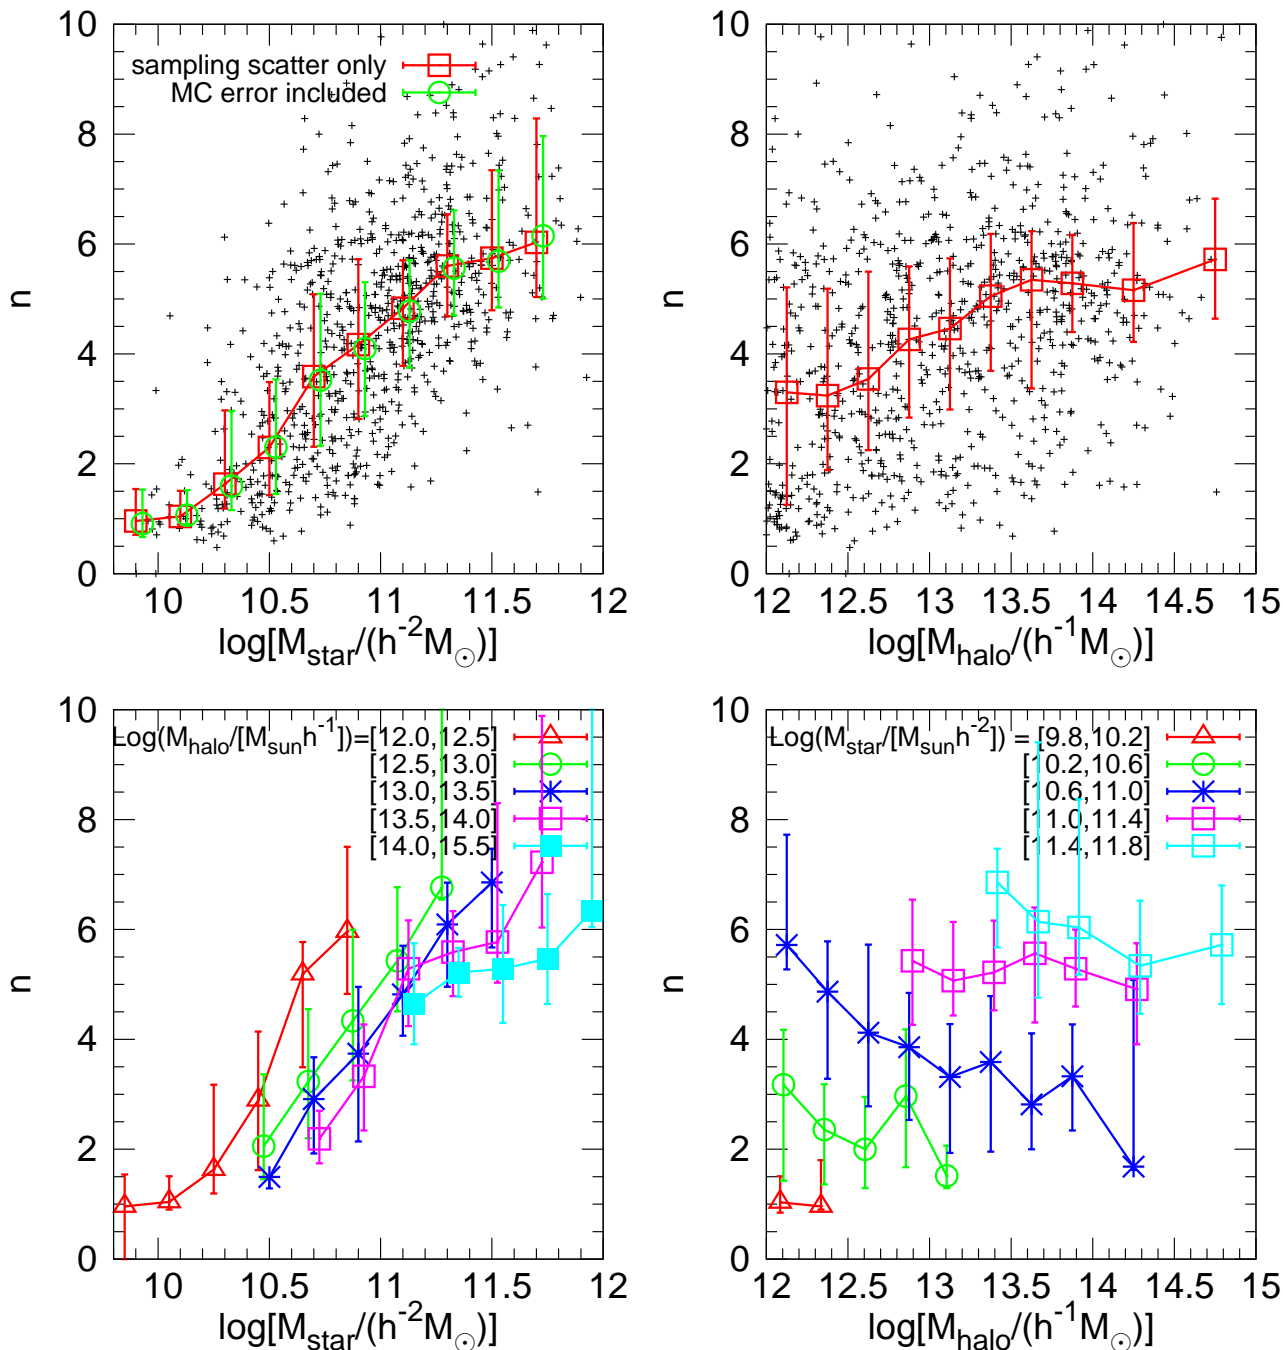 10
8
6
4
2
0
n
sampling scatter only
MC error included
10 10.5 11 11.5 12
log[M_star/(h^-2M_⊙)]
10
8
6
4
2
0
n
12 12.5 13 13.5 14 14.5 15
log[M_halo/(h^-1M_⊙)]
10
8
6
4
2
0
n
Log(M_halo/[M_sunh^-1])=[12.0,12.5]
[12.5,13.0]
[13.0,13.5]
[13.5,14.0]
[14.0,15.5]
10 10.5 11 11.5 12
log[M_star/(h^-2M_⊙)]
10
8
6
4
2
0
n
Log(M_star/[M_sunh^-2]) = [9.8,10.2]
[10.2,10.6]
[10.6,11.0]
[11.0,11.4]
[11.4,11.8]
12 12.5 13 13.5 14 14.5 15
log[M_halo/(h^-1M_⊙)]